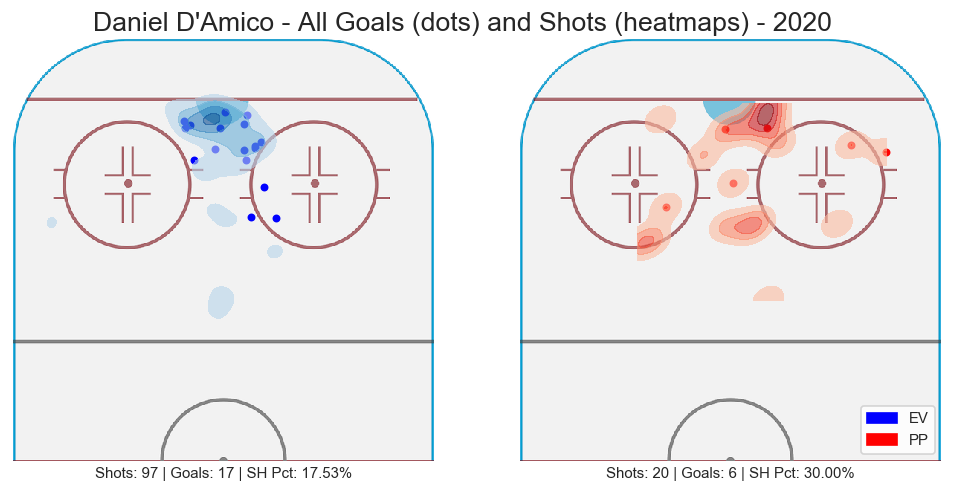 Daniel D'Amico - All Goals (dots) and Shots (heatmaps) - 2020
EV
PP
Shots: 97 | Goals: 17 | SH Pct: 17.53%
Shots: 20 | Goals: 6 | SH Pct: 30.00%